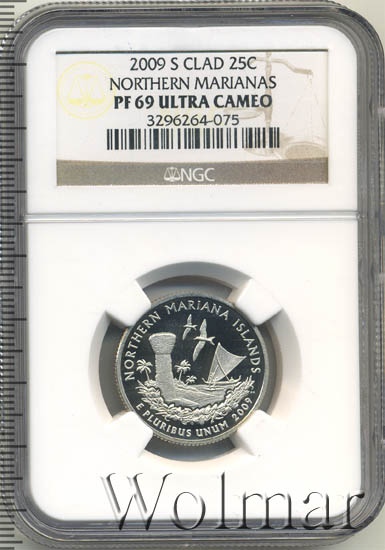 2009 S CLAD 25C
NORTHERN MARIANAS
PF 69 ULTRA CAMEO
3296264-075
NGC
NORTHERN MARIANA ISLANDS
E PLURIBUS UNUM 2009
Wolmar